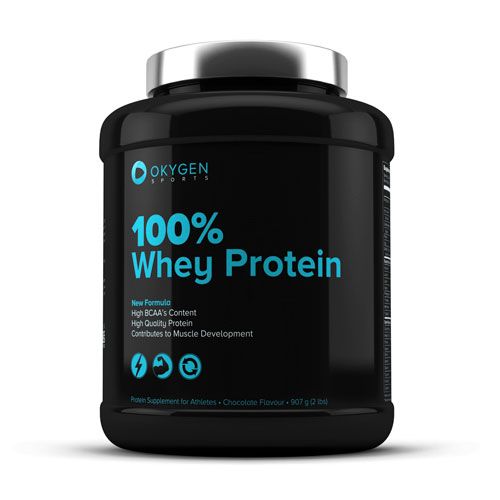 OKYGEN
SPORTS
100%
Whey Protein
New Formula
High BCAA's Content
High Quality Protein
Contributes to Muscle Development
Protein Supplement for Athletes • Chocolate Flavour • 907 g (2 lbs)